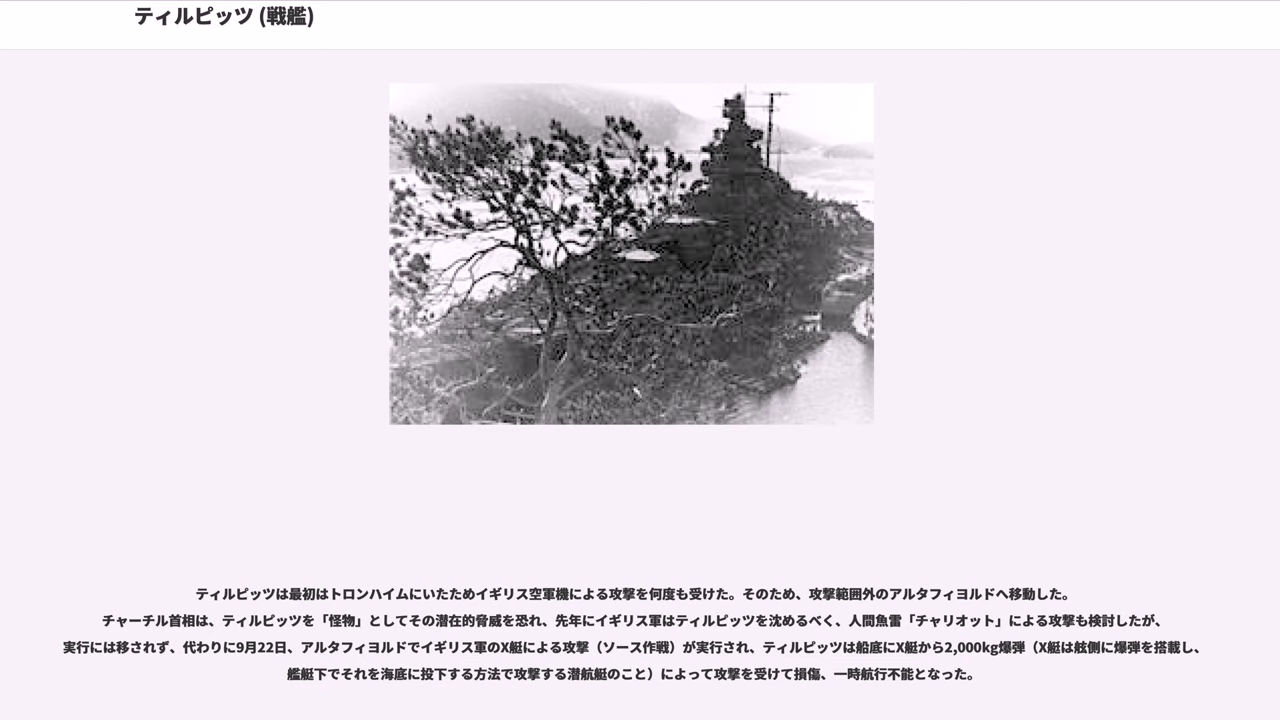 ティルピッツ (戦艦)
ティルピッツは最初はトロンハイムにいたためイギリス空軍機による攻撃を何度も受けた。そのため、攻撃範囲外のアルタフィヨルドへ移動した。
チャーチル首相は、ティルピッツを「怪物」としてその潜在的脅威を恐れ、先年にイギリス軍はティルピッツを沈めるべく、人間魚雷「チャリオット」による攻撃も検討したが、
実行には移されず、代わりに9月22日、アルタフィヨルドでイギリス軍のX艇による攻撃（ソース作戦）が実行され、ティルピッツは船底にX艇から2,000kg爆弾（X艇は舷側に爆弾を搭載し、
艦艇下でそれを海底に投下する方法で攻撃する潜航艇のこと）によって攻撃を受けて損傷、一時航行不能となった。